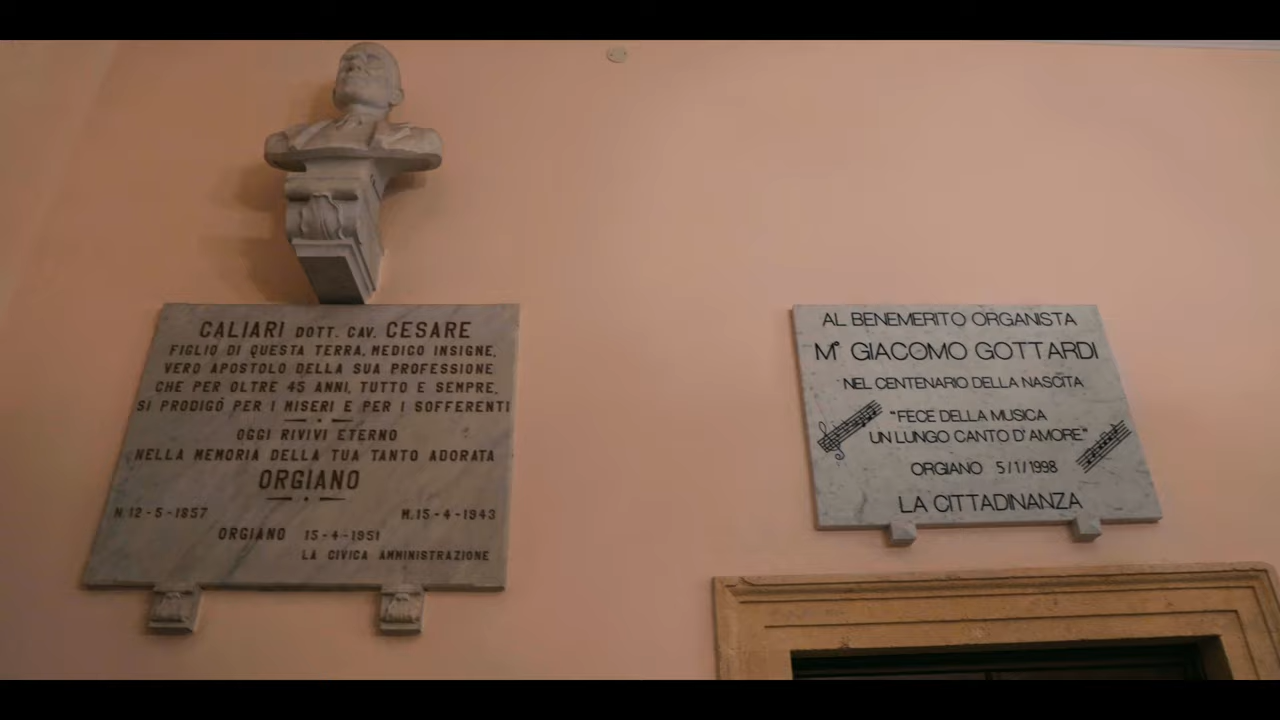 CALIARI DOTT. CAV. CESARE
FIGLIO DI QUESTA TERRA, MEDICO INSIGNE,
VERO APOSTOLO DELLA SUA PROFESSIONE
CHE PER OLTRE 45 ANNI, TUTTO E SEMPRE,
SI PRODIGÒ PER I MISERI E PER I SOFFERENTI
OGGI RIVIVI ETERNO
NELLA MEMORIA DELLA TUA TANTO ADORATA
ORGIANO
N. 12-5-1857 M. 15-4-1943
ORGIANO 15-4-1951
LA CIVICA AMMINISTRAZIONE
AL BENEMERITO ORGANISTA
M° GIACOMO GOTTARDI
NEL CENTENARIO DELLA NASCITA
"FECE DELLA MUSICA
UN LUNGO CANTO D'AMORE"
ORGIANO 5/1/1998
LA CITTADINANZA